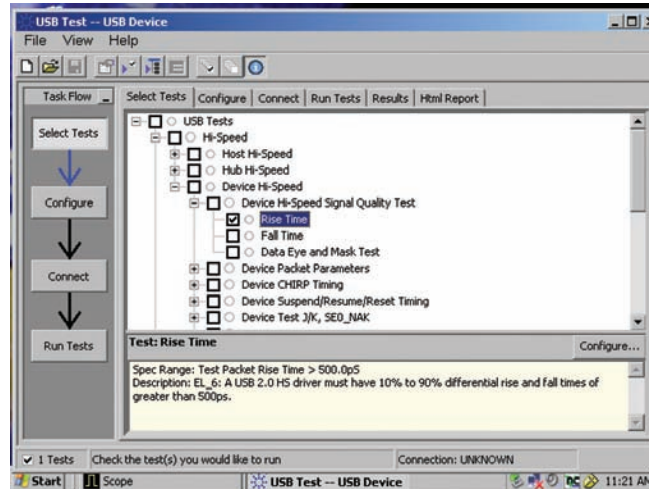 USB Test -- USB Device
File View Help
Task Flow
Select Tests
Configure
Connect
Run Tests
Select Tests Configure Connect Run Tests Results Html Report
USB Tests
Hi-Speed
Host Hi-Speed
Hub Hi-Speed
Device Hi-Speed
Device Hi-Speed Signal Quality Test
Rise Time
Fall Time
Data Eye and Mask Test
Device Packet Parameters
Device CHIRP Timing
Device Suspend/Resume/Reset Timing
Device Test J/K, SE0_NAK
Test: Rise Time
Configure...
Spec Range: Test Packet Rise Time > 500.0pS
Description: EL_6: A USB 2.0 HS driver must have 10% to 90% differential rise and fall times of
greater than 500ps.
1 Tests Check the test(s) you would like to run Connection: UNKNOWN
Start Scope USB Test -- USB Device 11:21 AM